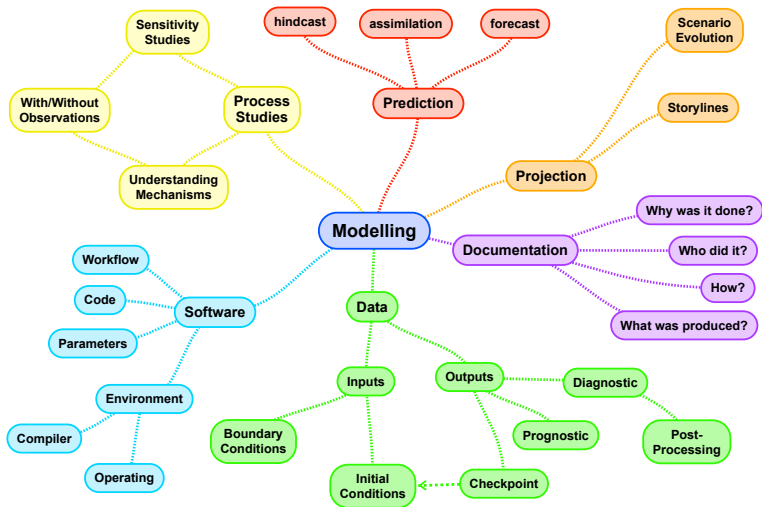 Sensitivity
Studies
With/Without
Observations
Process
Studies
Understanding
Mechanisms
hindcast
assimilation
forecast
Prediction
Scenario
Evolution
Storylines
Projection
Modelling
Documentation
Why was it done?
Who did it?
How?
What was produced?
Workflow
Code
Parameters
Software
Environment
Compiler
Operating
Data
Inputs
Boundary
Conditions
Initial
Conditions
Outputs
Checkpoint
Prognostic
Diagnostic
Post-
Processing